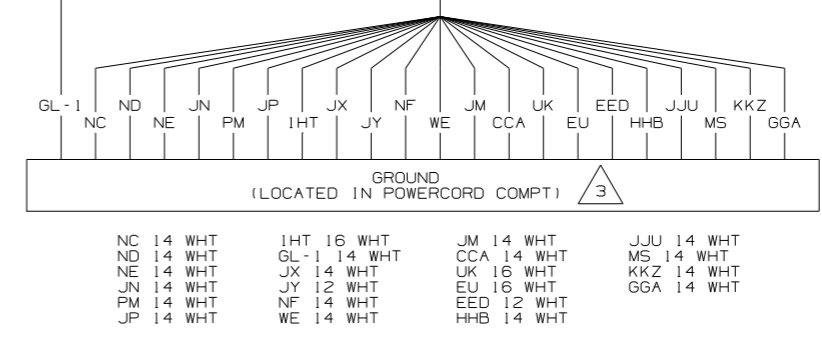 GL-1 ND JN JP JX NF JM UK EED JJU KKZ
NC NE PM 1HT JY WE CCA EU HHB MS GGA
GROUND
(LOCATED IN POWERCORD COMPT) 3
NC 14 WHT 1HT 16 WHT JM 14 WHT JJU 14 WHT
ND 14 WHT GL-1 14 WHT CCA 14 WHT MS 14 WHT
NE 14 WHT JX 14 WHT UK 16 WHT KKZ 14 WHT
JN 14 WHT JY 12 WHT EU 16 WHT GGA 14 WHT
PM 14 WHT NF 14 WHT EED 12 WHT
JP 14 WHT WE 14 WHT HHB 14 WHT